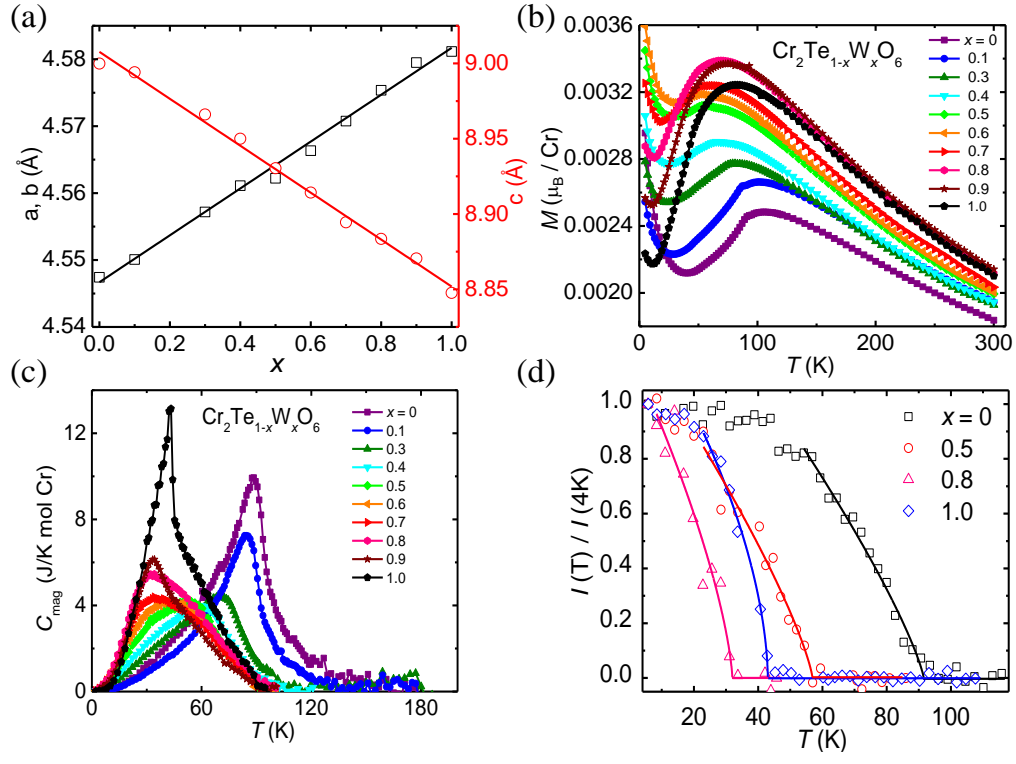 (a)
4.58
4.57
4.56
4.55
4.54
a, b (Å)
9.00
8.95
8.90
8.85
c (Å)
0.0 0.2 0.4 0.6 0.8 1.0
x
(b)
0.0036
0.0032
0.0028
0.0024
0.0020
M (μB / Cr)
Cr2Te1-xWxO6
x = 0
0.1
0.3
0.4
0.5
0.6
0.7
0.8
0.9
1.0
0 100 200 300
T (K)
(c)
12
8
4
0
Cmag (J/K mol Cr)
Cr2Te1-xWxO6
x = 0
0.1
0.3
0.4
0.5
0.6
0.7
0.8
0.9
1.0
0 60 120 180
T (K)
(d)
1.0
0.8
0.6
0.4
0.2
0.0
I (T) / I (4K)
x = 0
0.5
0.8
1.0
20 40 60 80 100
T (K)